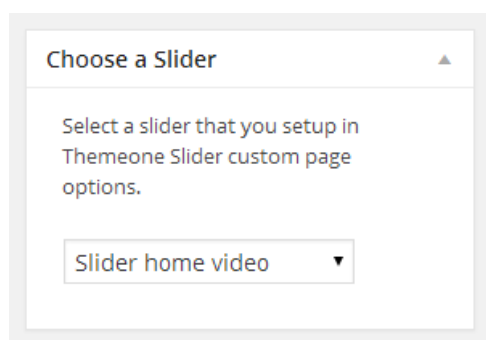 Choose a Slider
Select a slider that you setup in
Themeone Slider custom page
options.
Slider home video